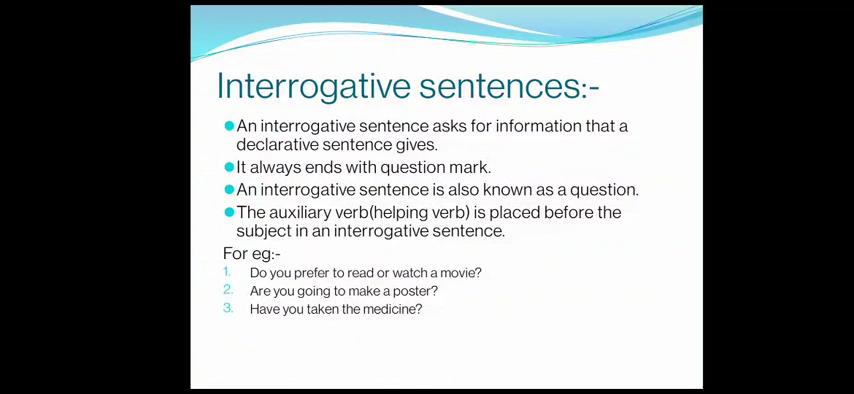 Interrogative sentences:-
An interrogative sentence asks for information that a
declarative sentence gives.
It always ends with question mark.
An interrogative sentence is also known as a question.
The auxiliary verb(helping verb) is placed before the
subject in an interrogative sentence.
For eg:-
1. Do you prefer to read or watch a movie?
2. Are you going to make a poster?
3. Have you taken the medicine?